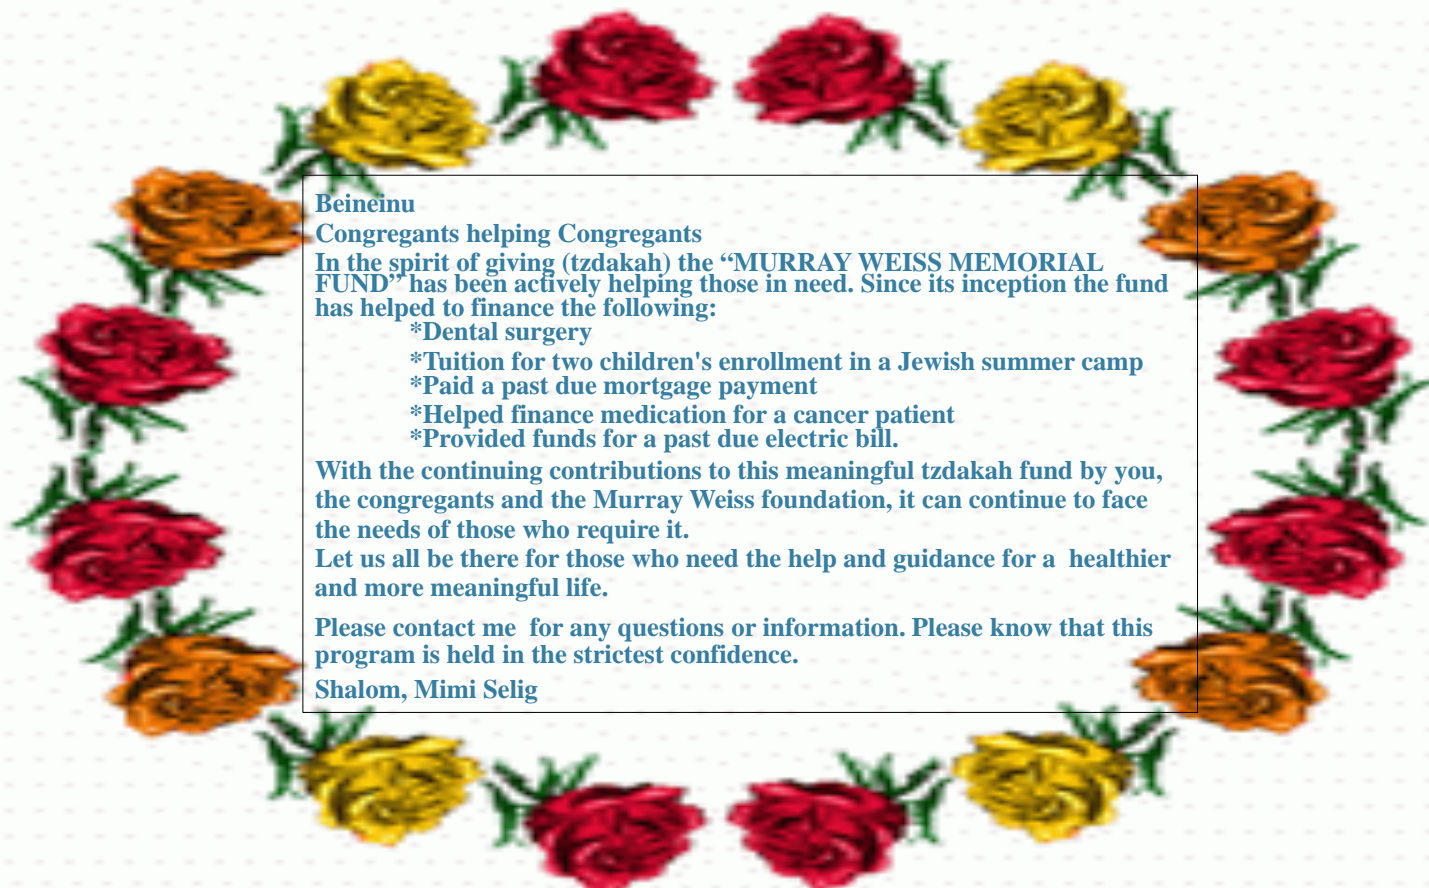 Beineinu
Congregants helping Congregants
In the spirit of giving (tzdakah) the “MURRAY WEISS MEMORIAL
FUND” has been actively helping those in need. Since its inception the fund
has helped to finance the following:
*Dental surgery
*Tuition for two children's enrollment in a Jewish summer camp
*Paid a past due mortgage payment
*Helped finance medication for a cancer patient
*Provided funds for a past due electric bill.
With the continuing contributions to this meaningful tzdakah fund by you,
the congregants and the Murray Weiss foundation, it can continue to face
the needs of those who require it.
Let us all be there for those who need the help and guidance for a  healthier
and more meaningful life.
Please contact me  for any questions or information. Please know that this
program is held in the strictest confidence.
Shalom, Mimi Selig